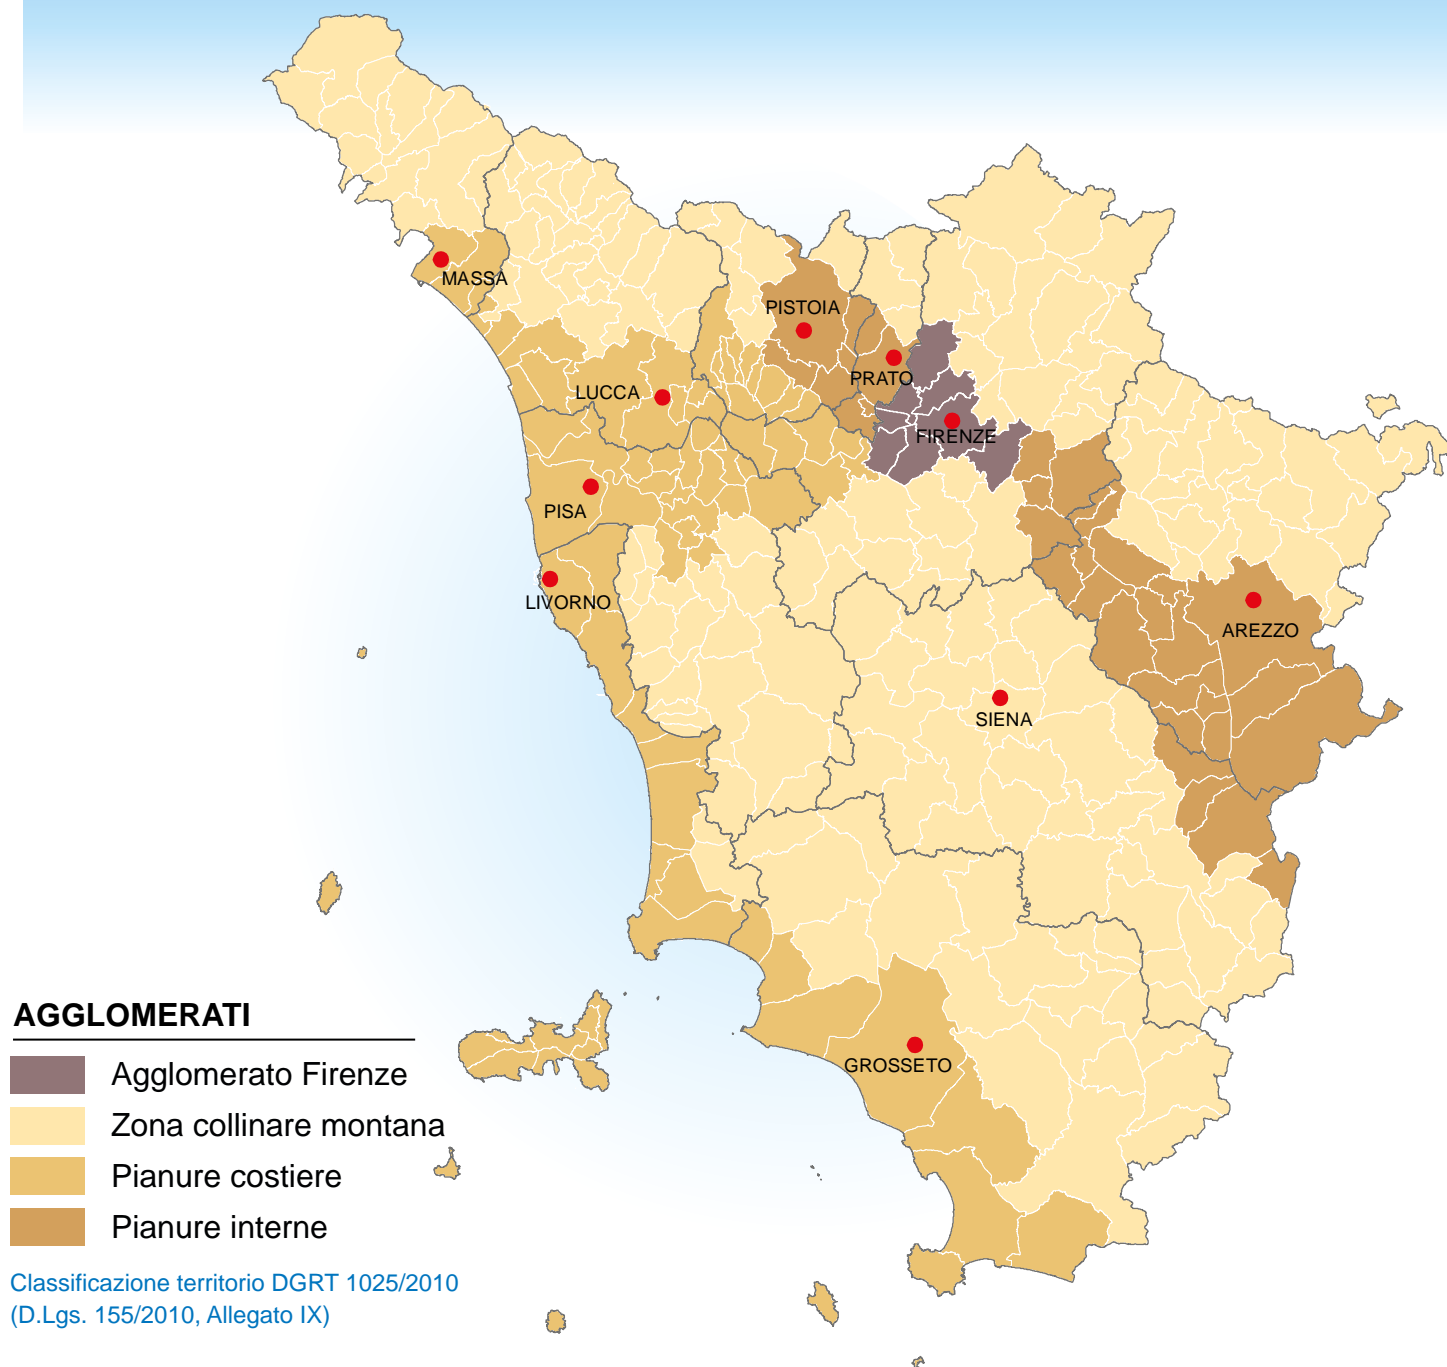 MASSA
PISTOIA
PRATO
LUCCA
FIRENZE
PISA
LIVORNO
AREZZO
SIENA
GROSSETO
AGGLOMERATI
Agglomerato Firenze
Zona collinare montana
Pianure costiere
Pianure interne
Classificazione territorio DGRT 1025/2010
(D.Lgs. 155/2010, Allegato IX)